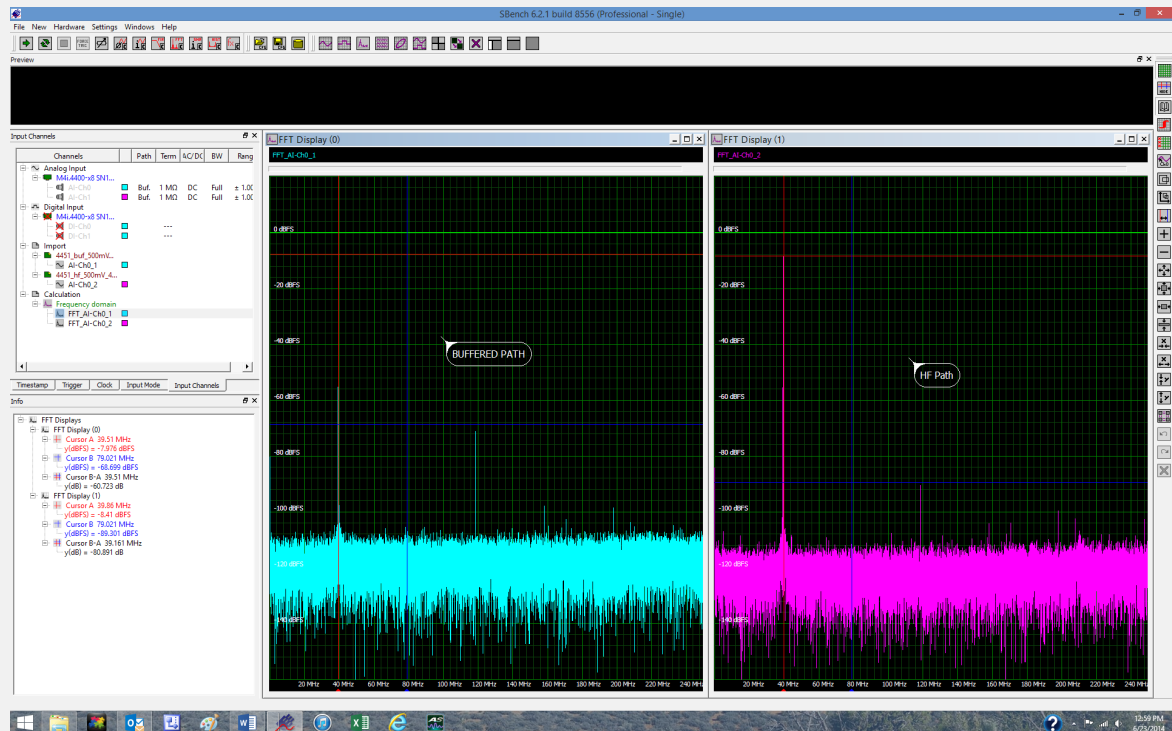 SBench 6.2.1 build 8556 (Professional - Single)
File New Hardware Settings Windows Help
Preview
Input Channels
Channels Path Term AC/DC BW Rang
Analog Input
M4i.4400-x8 SN1...
AI-Ch0 Buf. 1 MΩ DC Full ± 1.00
AI-Ch1 Buf. 1 MΩ DC Full ± 1.00
Digital Input
M4i.4400-x8 SN1...
DI-Ch0 ---
DI-Ch1 ---
Import
4451_buf_500mV...
AI-Ch0_1
4451_hf_500mV_4...
AI-Ch0_2
Calculation
Frequency domain
FFT_AI-Ch0_1
FFT_AI-Ch0_2
Timestamp Trigger Clock Input Mode Input Channels
Info
FFT Displays
FFT Display (0)
Cursor A 39.51 MHz
y(dBFS) = -7.976 dBFS
Cursor B 79.021 MHz
y(dBFS) = -68.699 dBFS
Cursor B-A 39.51 MHz
y(dB) = -60.723 dB
FFT Display (1)
Cursor A 39.86 MHz
y(dBFS) = -8.41 dBFS
Cursor B 79.021 MHz
y(dBFS) = -89.301 dBFS
Cursor B-A 39.161 MHz
y(dB) = -80.891 dB
FFT Display (0)
FFT_AI-Ch0_1
0 dBFS
-20 dBFS
-40 dBFS
BUFFERED PATH
-60 dBFS
-80 dBFS
-100 dBFS
-120 dBFS
-140 dBFS
20 MHz 40 MHz 60 MHz 80 MHz 100 MHz 120 MHz 140 MHz 160 MHz 180 MHz 200 MHz 220 MHz 240 MHz
FFT Display (1)
FFT_AI-Ch0_2
0 dBFS
-20 dBFS
-40 dBFS
HF Path
-60 dBFS
-80 dBFS
-100 dBFS
-120 dBFS
-140 dBFS
20 MHz 40 MHz 60 MHz 80 MHz 100 MHz 120 MHz 140 MHz 160 MHz 180 MHz 200 MHz 220 MHz 240 MHz
12:59 PM
6/23/2014